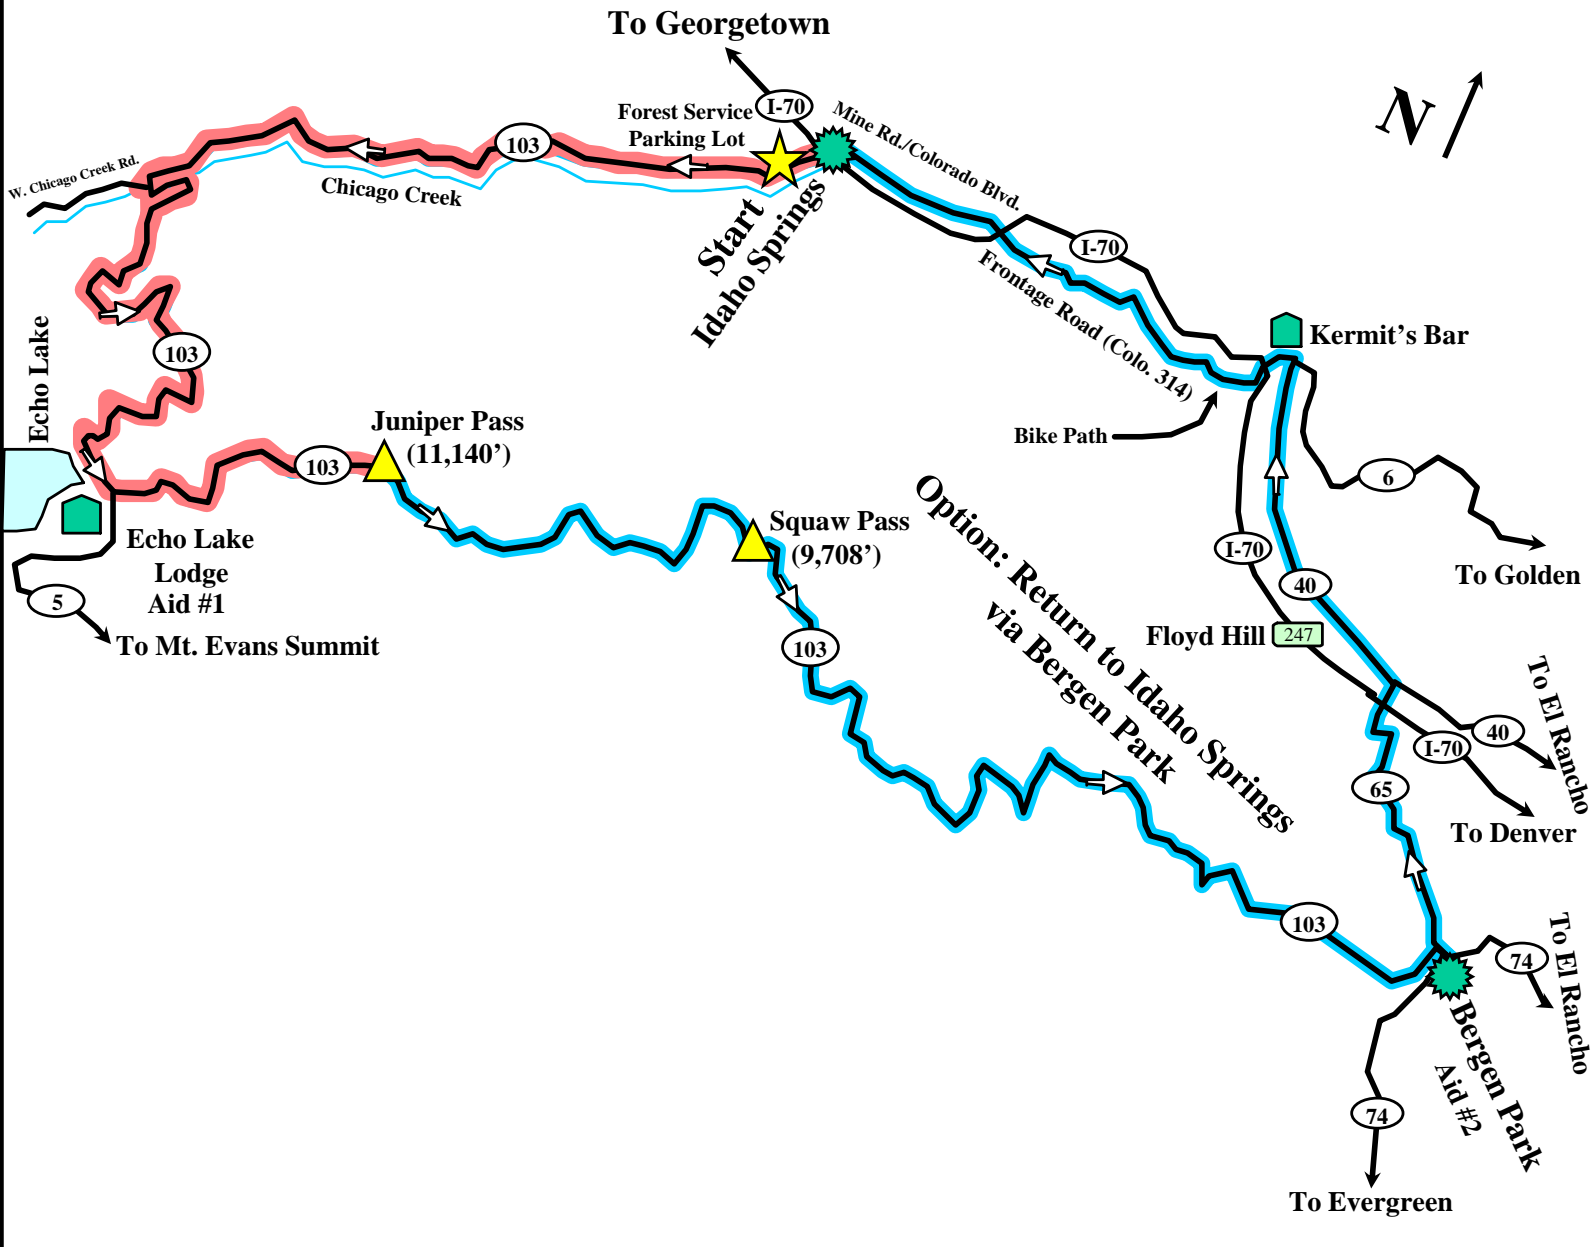 To Georgetown
I-70
Forest Service
Parking Lot
Mine Rd./Colorado Blvd.
N
103
W. Chicago Creek Rd.
Chicago Creek
Start
Idaho Springs
I-70
Frontage Road (Colo. 314)
Kermit's Bar
103
Echo Lake
Juniper Pass
(11,140')
Bike Path
103
6
Option: Return to Idaho Springs
via Bergen Park
Squaw Pass
(9,708')
Echo Lake
Lodge
Aid #1
I-70
To Golden
40
5
To Mt. Evans Summit
103
Floyd Hill
247
To El Rancho
40
I-70
65
To Denver
103
74
To El Rancho
Bergen Park
Aid #2
74
To Evergreen